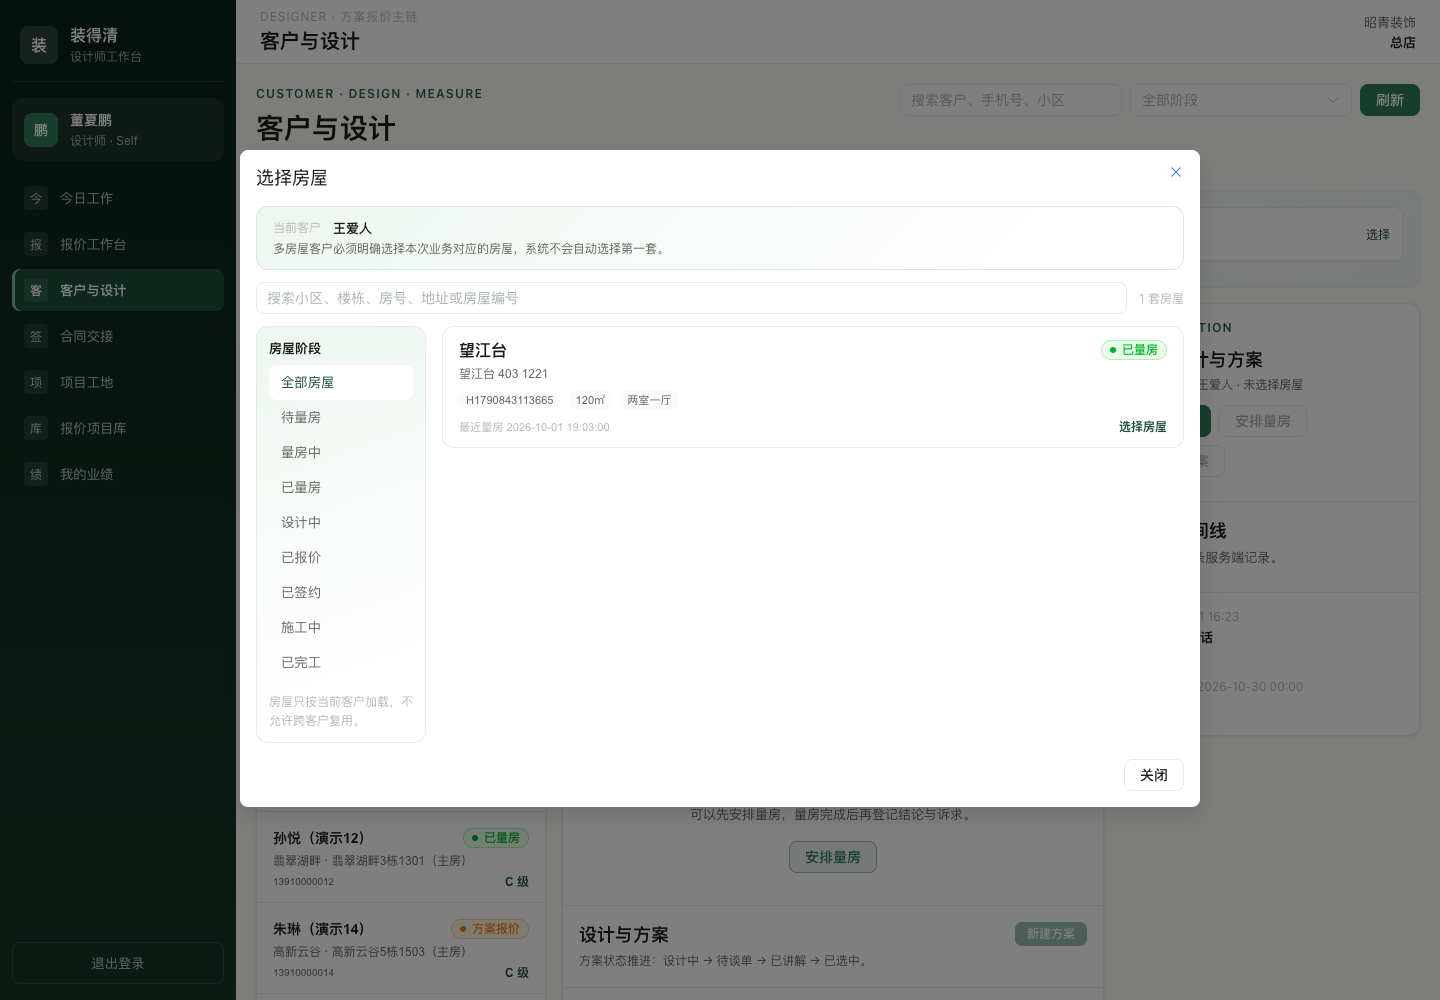 装
装得清
设计师工作台
鹏
董夏鹏
设计师 · Self
今 今日工作
报 报价工作台
客 客户与设计
签 合同交接
项 项目工地
库 报价项目库
绩 我的业绩
退出登录
DESIGNER · 方案报价主链
客户与设计
昭青装饰
总店
CUSTOMER · DESIGN · MEASURE
客户与设计
搜索客户、手机号、小区
全部阶段
刷新
选择房屋
当前客户 王爱人
多房屋客户必须明确选择本次业务对应的房屋，系统不会自动选择第一套。
搜索小区、楼栋、房号、地址或房屋编号
1 套房屋
房屋阶段
全部房屋
待量房
量房中
已量房
设计中
已报价
已签约
施工中
已完工
房屋只按当前客户加载，不
允许跨客户复用。
望江台
已量房
望江台 403 1221
H1790843113665 120㎡ 两室一厅
最近量房 2026-10-01 19:03:00
选择房屋
关闭
选择
TION
计与方案
王爱人 · 未选择房屋
安排量房
案
间线
服务端记录。
16:23
话
2026-10-30 00:00
孙悦（演示12）
已量房
翡翠湖畔 · 翡翠湖畔3栋1301（主房）
13910000012
C 级
朱琳（演示14）
方案报价
高新云谷 · 高新云谷5栋1503（主房）
13910000014
C 级
可以先安排量房，量房完成后再登记结论与诉求。
安排量房
设计与方案
新建方案
方案状态推进：设计中 → 待谈单 → 已讲解 → 已选中。